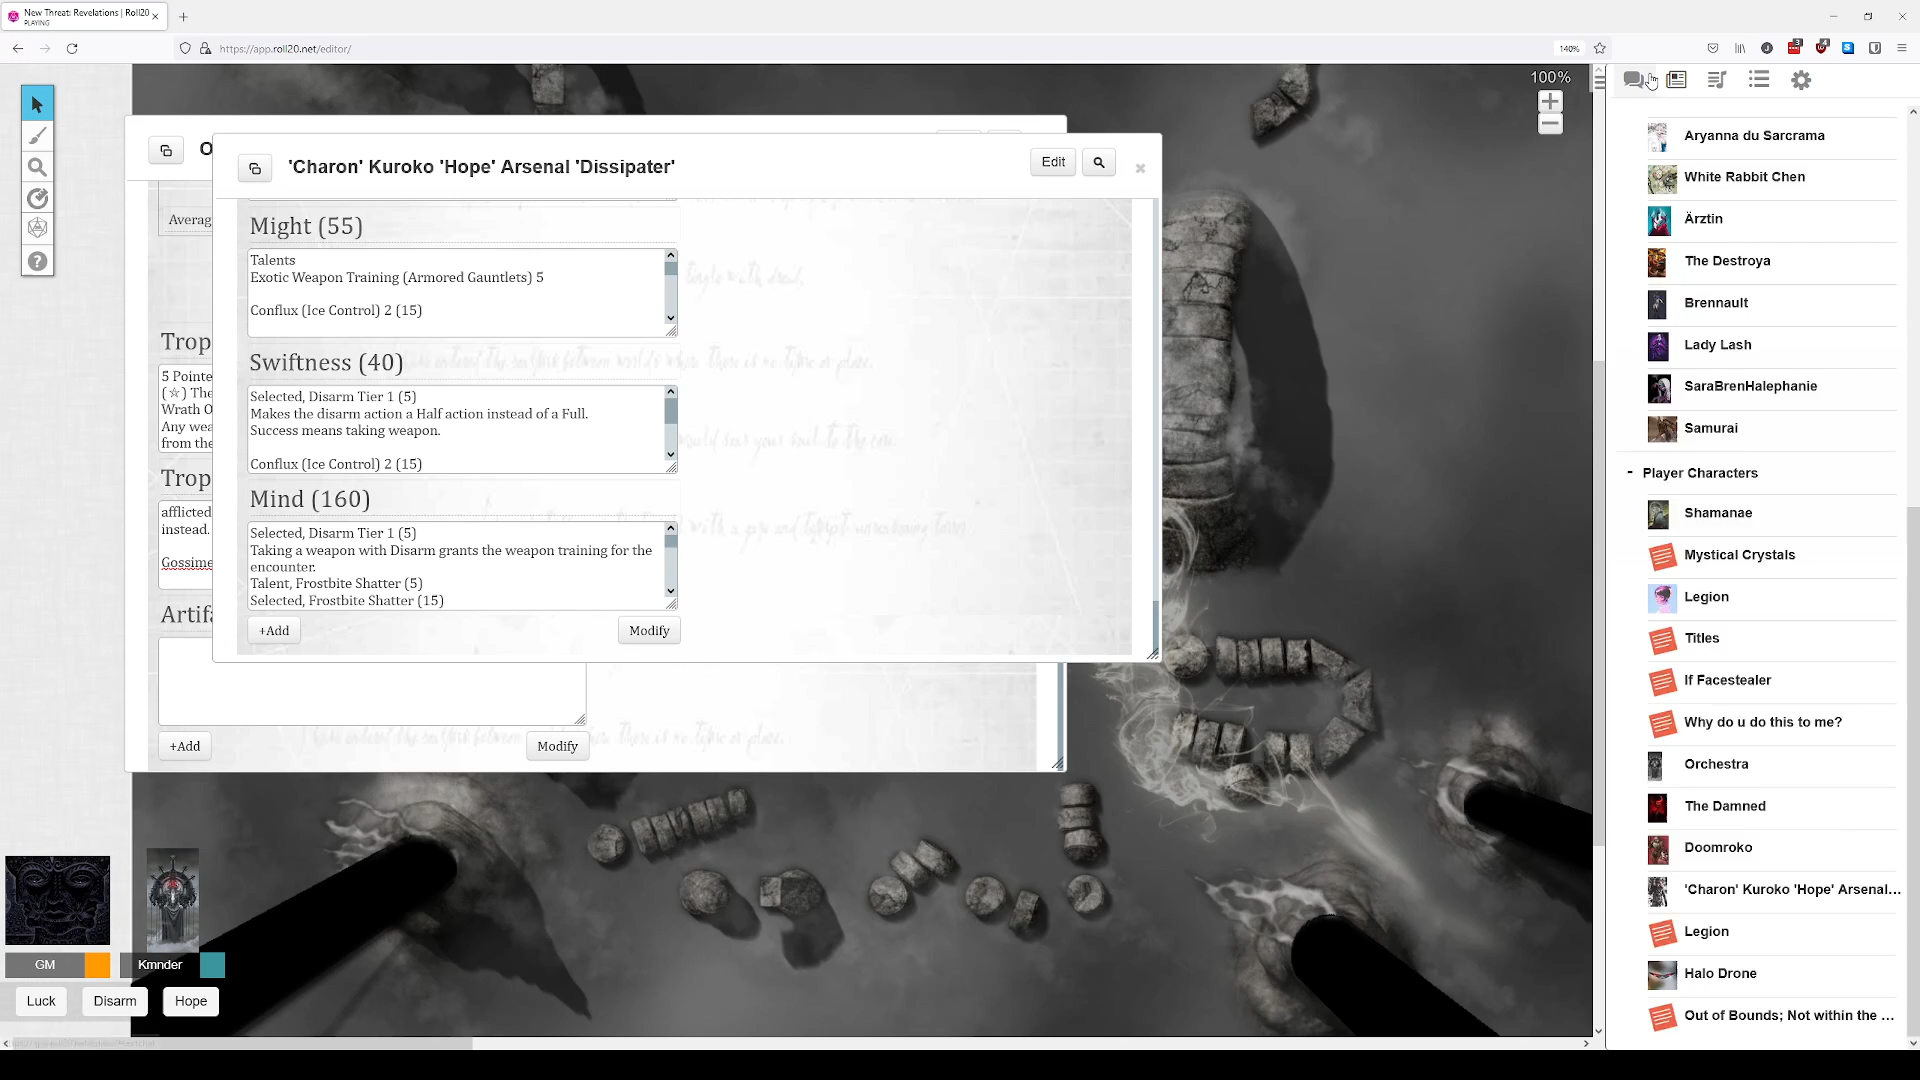 New Threat: Revelations | Roll20
PLAYING
https://app.roll20.net/editor/
140%
3
4
100%
O
'Charon' Kuroko 'Hope' Arsenal 'Dissipater'
Edit
Averag
Might (55)
Talents
Exotic Weapon Training (Armored Gauntlets) 5
Conflux (Ice Control) 2 (15)
Trop
5 Pointe
(☆) The
Wrath O
Any wea
from the
Swiftness (40)
Selected, Disarm Tier 1 (5)
Makes the disarm action a Half action instead of a Full.
Success means taking weapon.
Conflux (Ice Control) 2 (15)
Trop
afflicted
instead.
Gossime
Mind (160)
Selected, Disarm Tier 1 (5)
Taking a weapon with Disarm grants the weapon training for the
encounter.
Talent, Frostbite Shatter (5)
Selected, Frostbite Shatter (15)
+Add
Modify
Artifa
+Add
Modify
GM
Kmnder
Luck
Disarm
Hope
Aryanna du Sarcrama
White Rabbit Chen
Ärztin
The Destroya
Brennault
Lady Lash
SaraBrenHalephanie
Samurai
- Player Characters
Shamanae
Mystical Crystals
Legion
Titles
If Facestealer
Why do u do this to me?
Orchestra
The Damned
Doomroko
'Charon' Kuroko 'Hope' Arsenal...
Legion
Halo Drone
Out of Bounds; Not within the ...